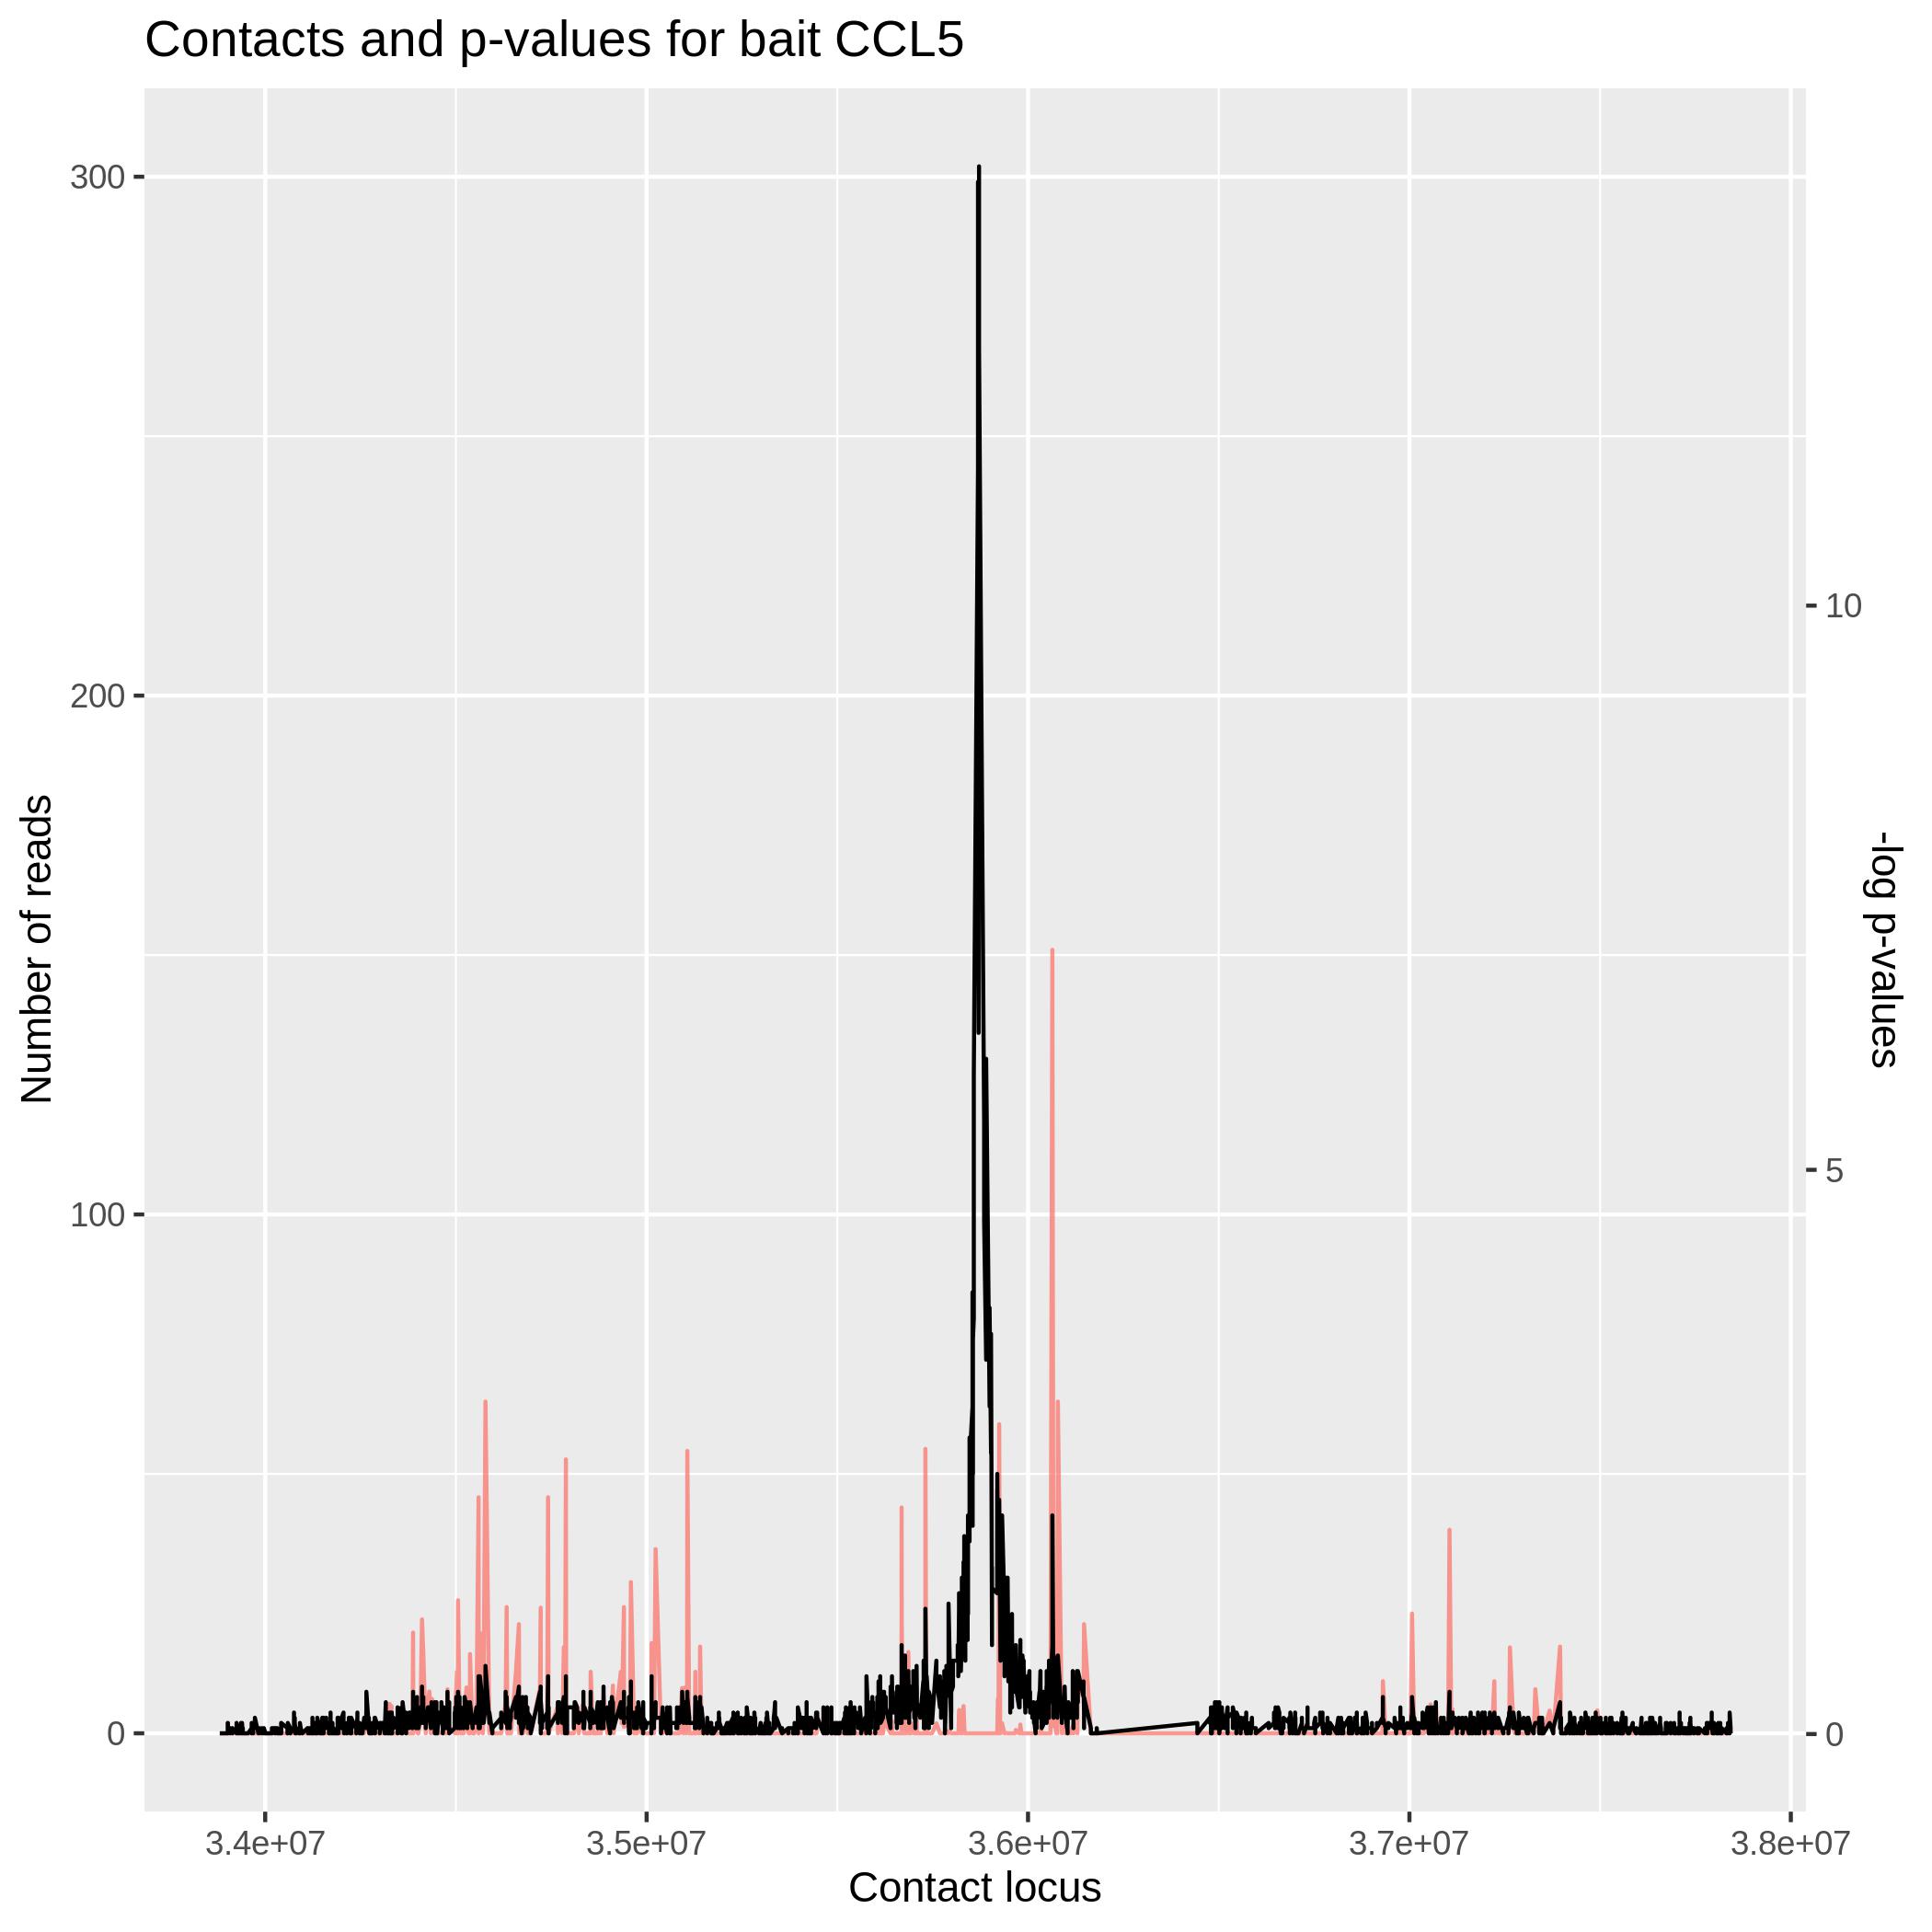 Contacts and p-values for bait CCL5
Number of reads
300
200
100
0
10
5
0
-log p-values
3.4e+07
3.5e+07
3.6e+07
3.7e+07
3.8e+07
Contact locus